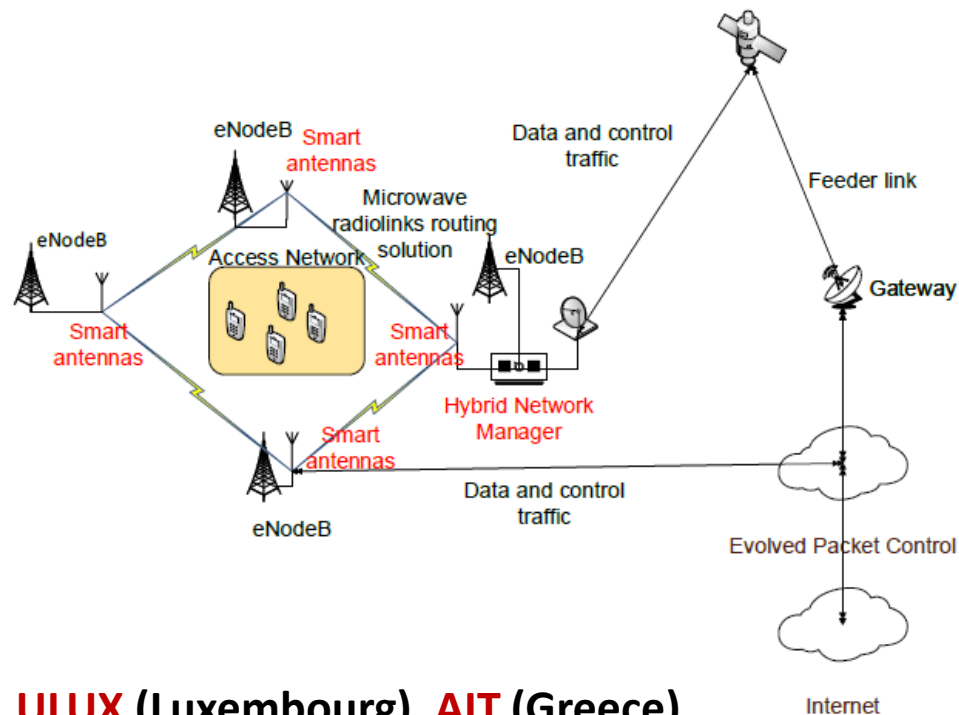 eNodeB
Smart
antennas
Data and control
traffic
Feeder link
Microwave
radiolinks routing
solution
eNodeB
eNodeB
Access Network
Gateway
Smart
antennas
Smart
antennas
Hybrid Network
Manager
Smart
antennas
Data and control
traffic
eNodeB
Evolved Packet Control
ULUX (Luxembourg), AIT (Greece)
Internet